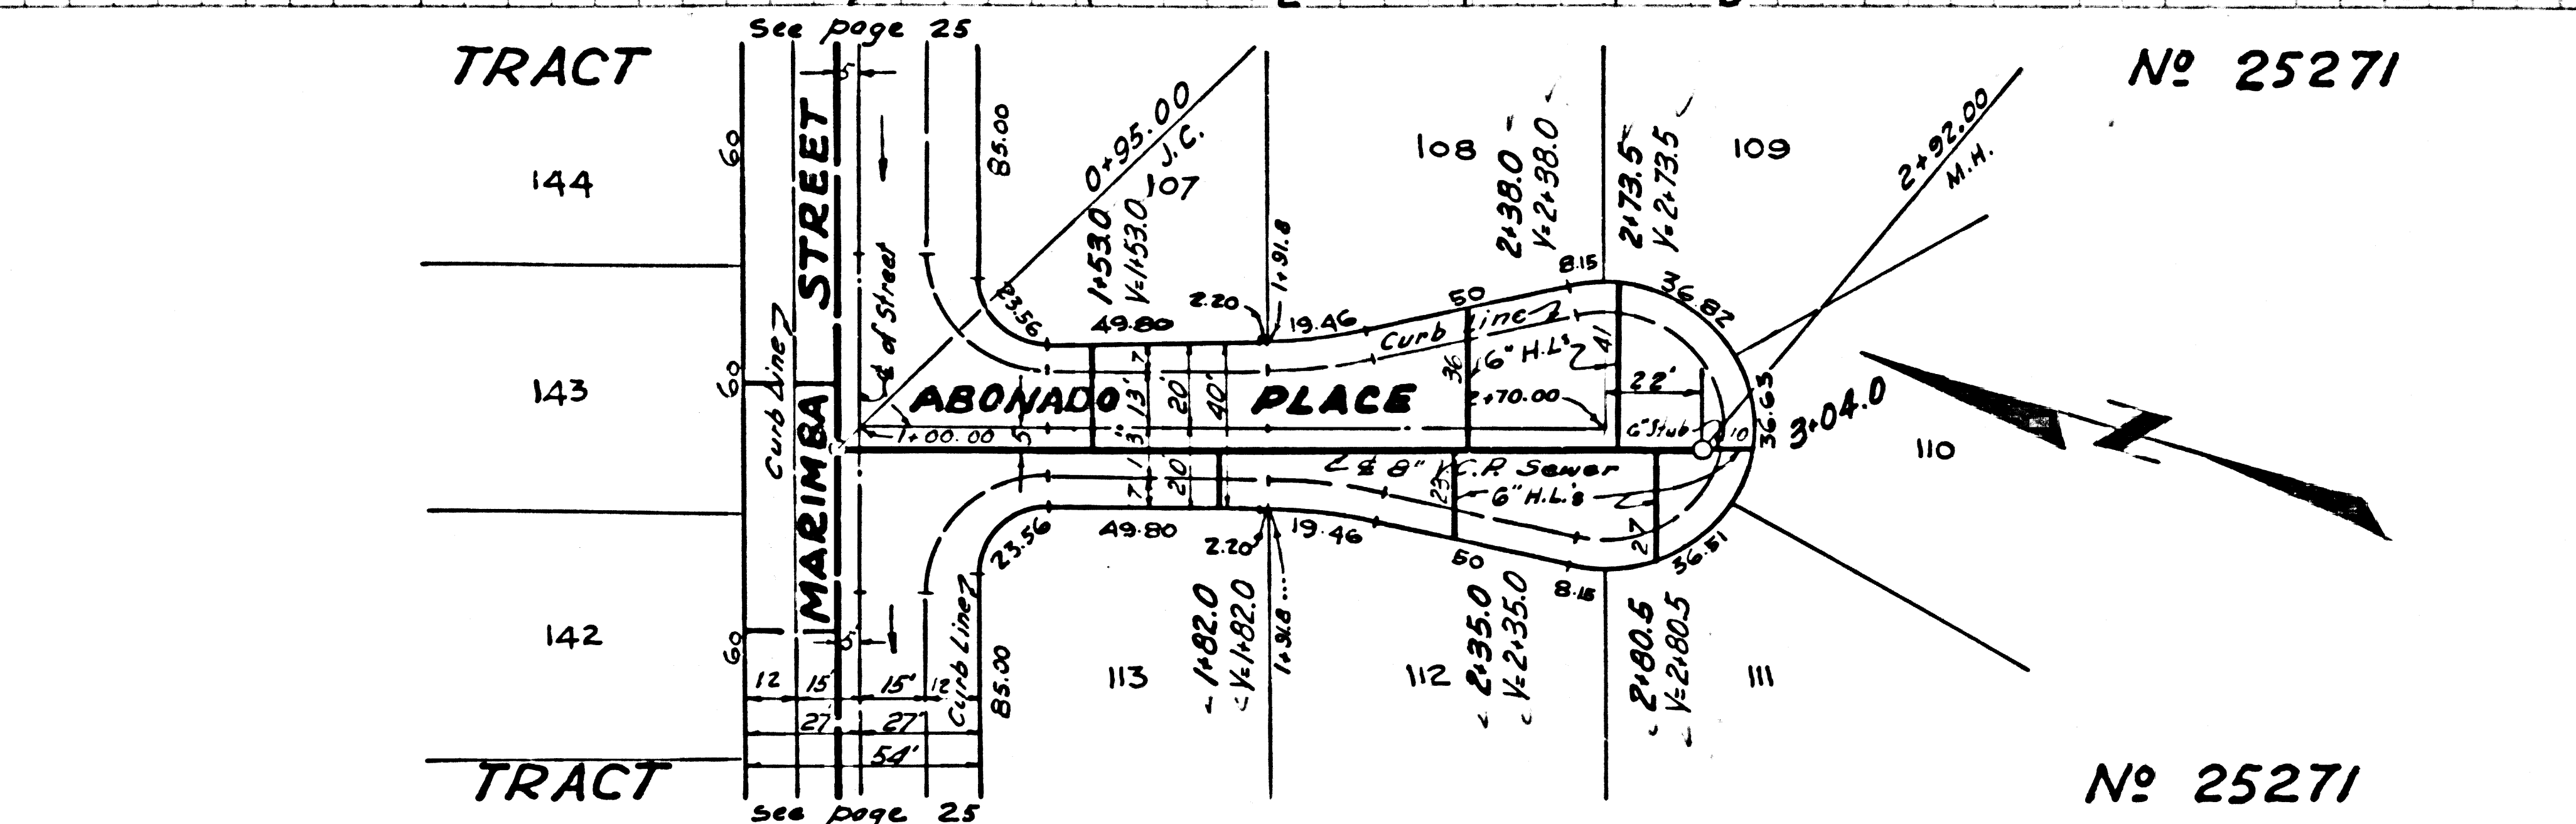 See page 25
TRACT
Nº 25271
144
60
STREET
5'
85.00
0+95.00
J.C.
107
108
109
2+92.00
M.H.
1+53.0
V=1+53.0
1+91.8
2+38.0
V=2+38.0
2+73.5
V=2+73.5
℄ of Street
23.56
49.80
2.20
19.46
50
8.15
36.82
Curb Line
Curb Line
143
60
ABONADO PLACE
7
13'
20'
40'
36
6" H.L.'s
41
22'
2+70.00
6" Stub
10
36.63
3+04.0
N
110
1+00.00
5'
3"
℄ 8" V.C.P. Sewer
7
20'
23
6" H.L.'s
27
MARIMBA
23.56
49.80
2.20
19.46
50
8.15
36.51
142
60
5'
Curb Line
85.00
113
1+82.0
V=1+82.0
1+91.8
112
2+35.0
V=2+35.0
2+80.5
V=2+80.5
111
12 15' 15' 12
27' 27'
54'
TRACT
Nº 25271
See page 25